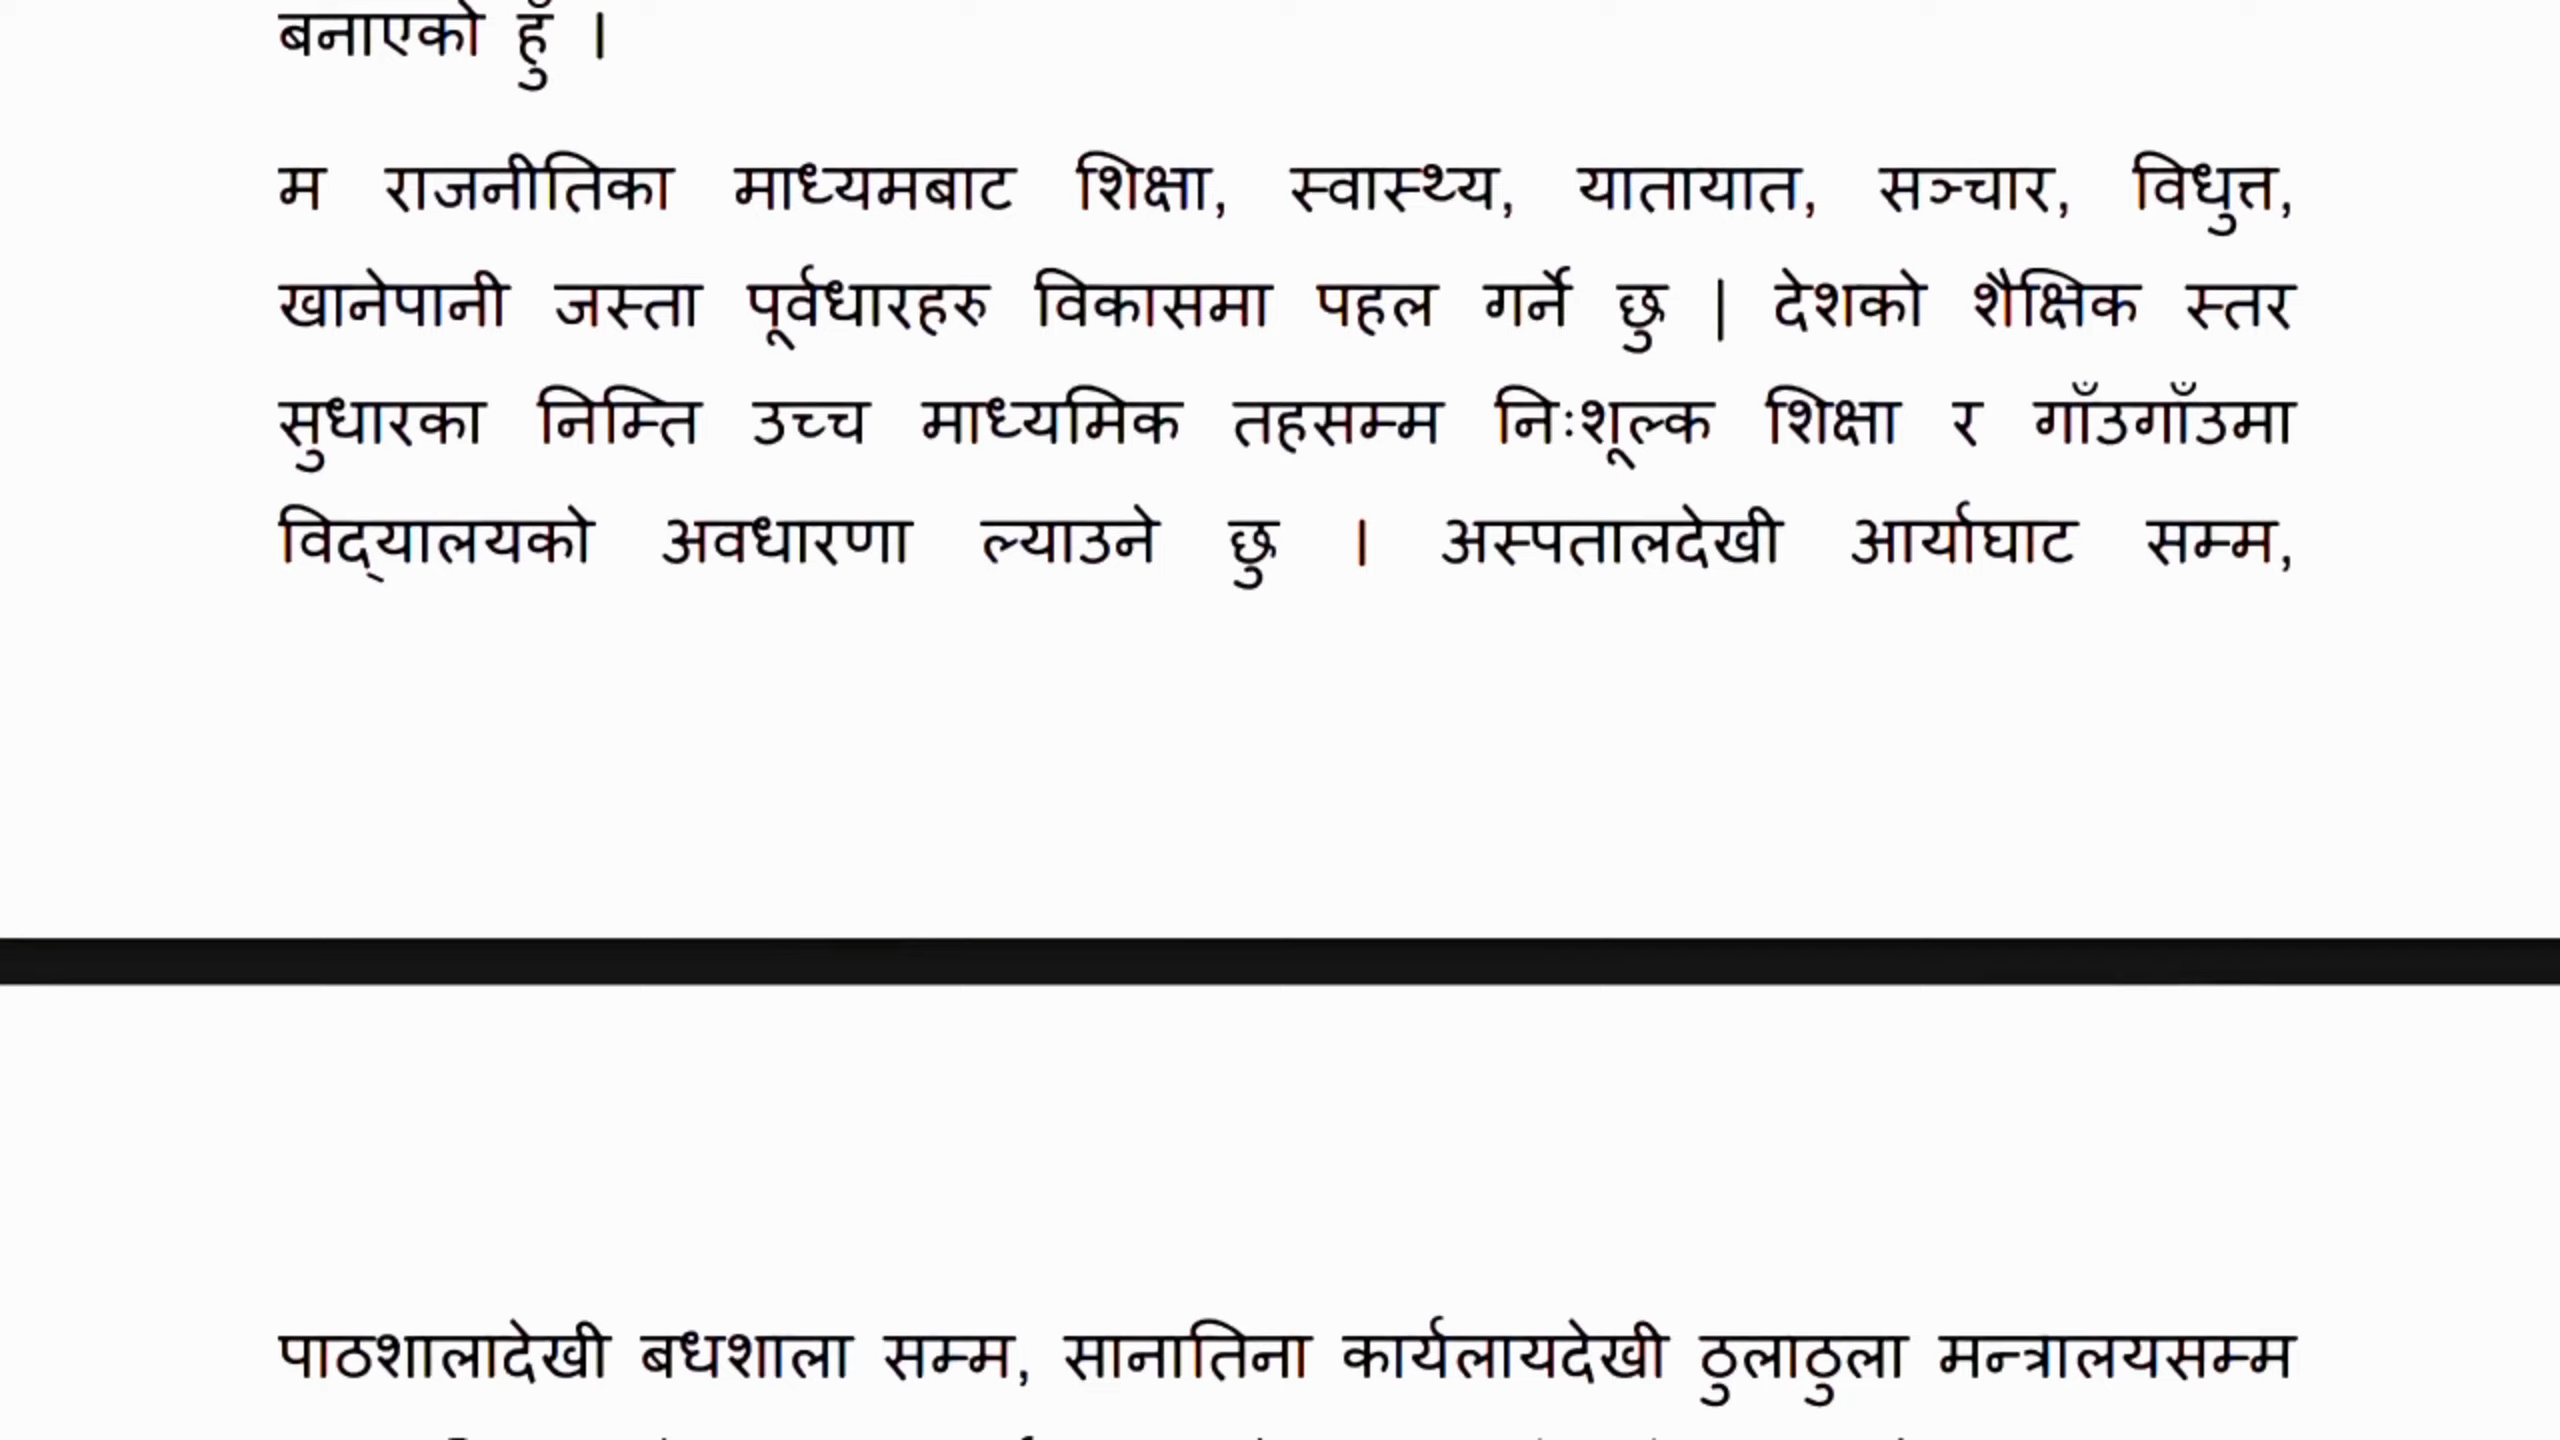 बनाएको हुँ ।
म राजनीतिका माध्यमबाट शिक्षा, स्वास्थ्य, यातायात, सञ्चार, विधुत्त,
खानेपानी जस्ता पूर्वधारहरु विकासमा पहल गर्ने छु | देशको शैक्षिक स्तर
सुधारका निम्ति उच्च माध्यमिक तहसम्म निःशूल्क शिक्षा र गाँउगाँउमा
विद्‌यालयको अवधारणा ल्याउने छु । अस्पतालदेखी आर्याघाट सम्म,
पाठशालादेखी बधशाला सम्म, सानातिना कार्यलायदेखी ठुलाठुला मन्त्रालयसम्म